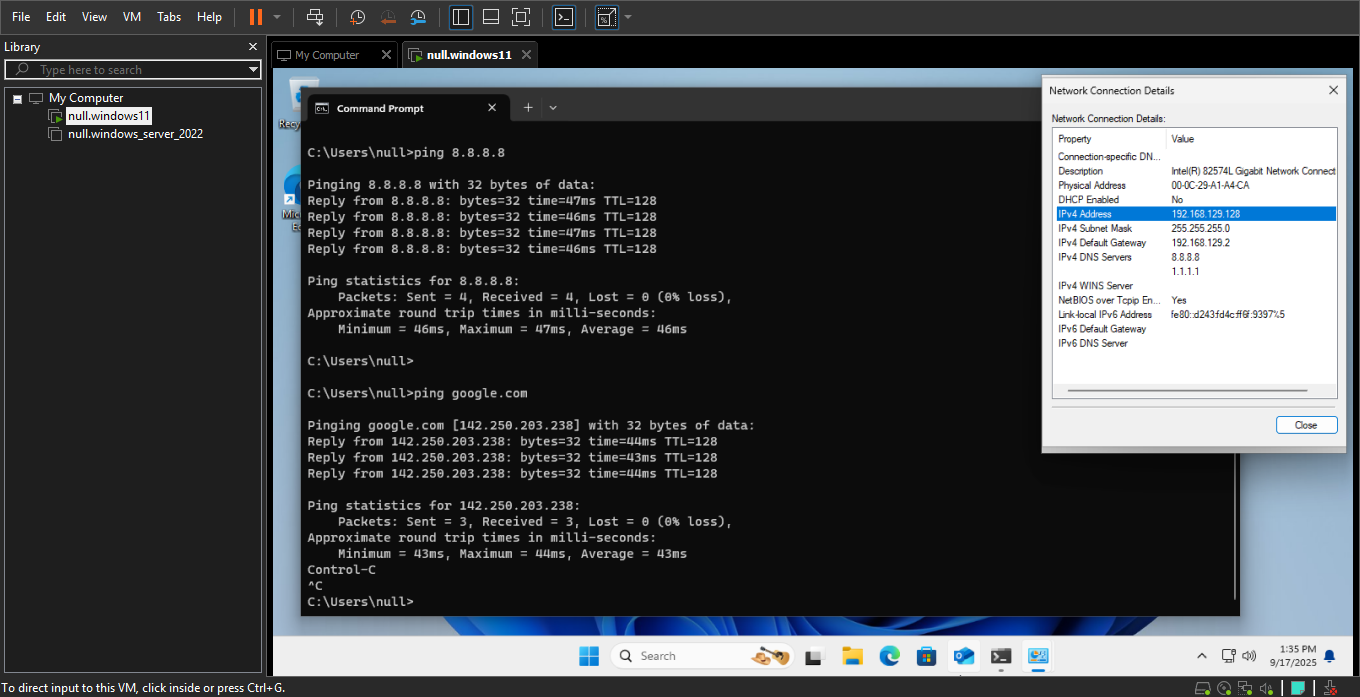 File Edit View VM Tabs Help
Library
Type here to search
My Computer
null.windows11
null.windows_server_2022
My Computer
null.windows11
Command Prompt
C:\Users\null>ping 8.8.8.8
Pinging 8.8.8.8 with 32 bytes of data:
Reply from 8.8.8.8: bytes=32 time=47ms TTL=128
Reply from 8.8.8.8: bytes=32 time=46ms TTL=128
Reply from 8.8.8.8: bytes=32 time=47ms TTL=128
Reply from 8.8.8.8: bytes=32 time=46ms TTL=128
Ping statistics for 8.8.8.8:
Packets: Sent = 4, Received = 4, Lost = 0 (0% loss),
Approximate round trip times in milli-seconds:
Minimum = 46ms, Maximum = 47ms, Average = 46ms
C:\Users\null>
C:\Users\null>ping google.com
Pinging google.com [142.250.203.238] with 32 bytes of data:
Reply from 142.250.203.238: bytes=32 time=44ms TTL=128
Reply from 142.250.203.238: bytes=32 time=43ms TTL=128
Reply from 142.250.203.238: bytes=32 time=44ms TTL=128
Ping statistics for 142.250.203.238:
Packets: Sent = 3, Received = 3, Lost = 0 (0% loss),
Approximate round trip times in milli-seconds:
Minimum = 43ms, Maximum = 44ms, Average = 43ms
Control-C
^C
C:\Users\null>
Network Connection Details
Network Connection Details:
Property Value
Connection-specific DN...
Description Intel(R) 82574L Gigabit Network Connect
Physical Address 00-0C-29-A1-A4-CA
DHCP Enabled No
IPv4 Address 192.168.129.128
IPv4 Subnet Mask 255.255.255.0
IPv4 Default Gateway 192.168.129.2
IPv4 DNS Servers 8.8.8.8
1.1.1.1
IPv4 WINS Server
NetBIOS over Tcpip En... Yes
Link-local IPv6 Address fe80::d243:fd4c:ff6f:9397%5
IPv6 Default Gateway
IPv6 DNS Server
Close
Search
1:35 PM
9/17/2025
To direct input to this VM, click inside or press Ctrl+G.